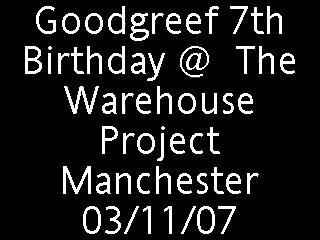 Goodgreef 7th
Birthday @ The
Warehouse
Project
Manchester
03/11/07